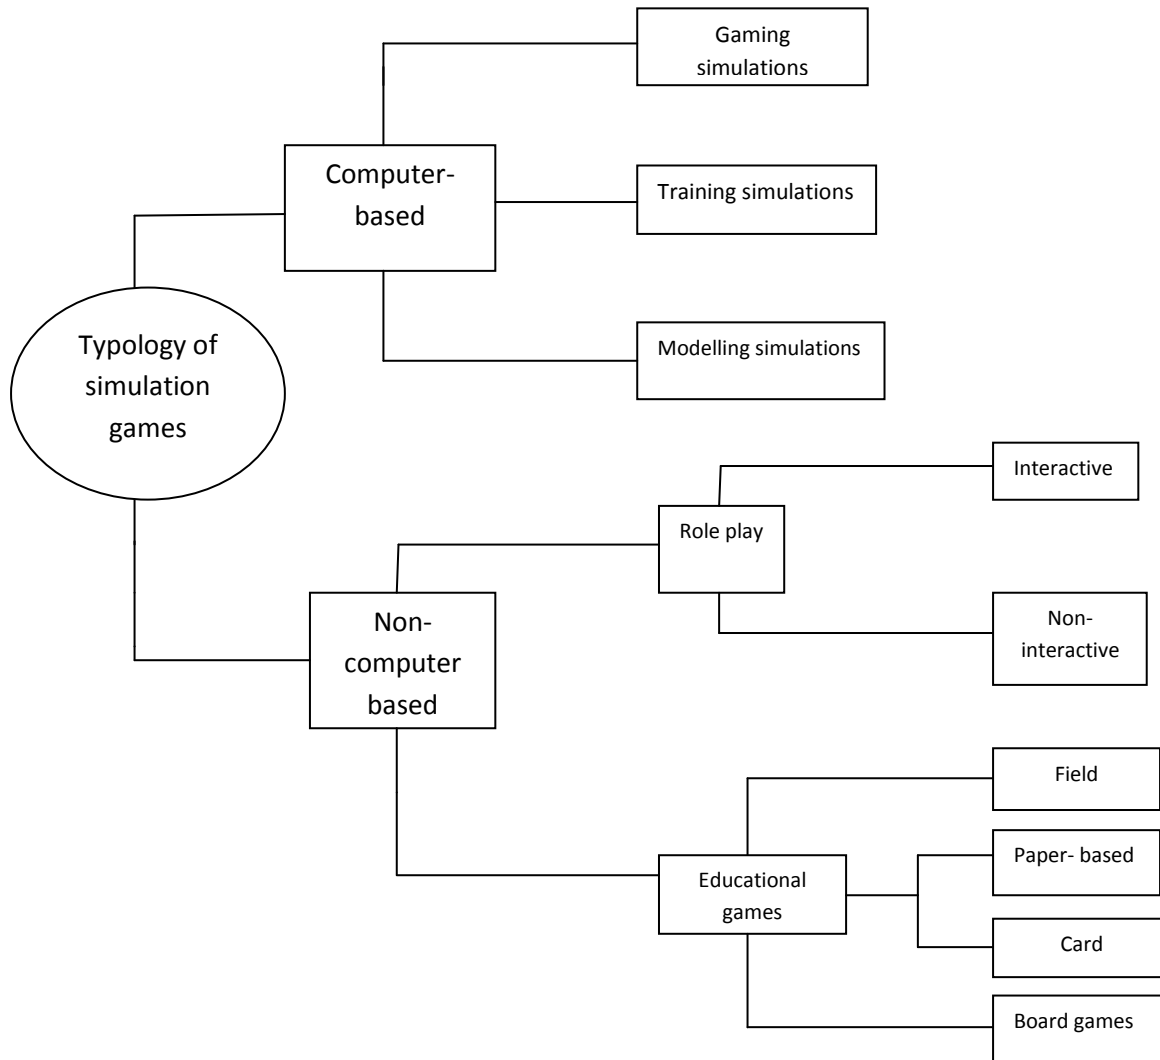 Gaming
simulations
Computer-
based
Training simulations
Modelling simulations
Typology of
simulation
games
Interactive
Role play
Non-
computer
based
Non-
interactive
Field
Educational
games
Paper- based
Card
Board games